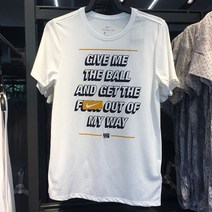 GIVE ME
THE BALL
AND GET THE
F OUT OF
MY WAY